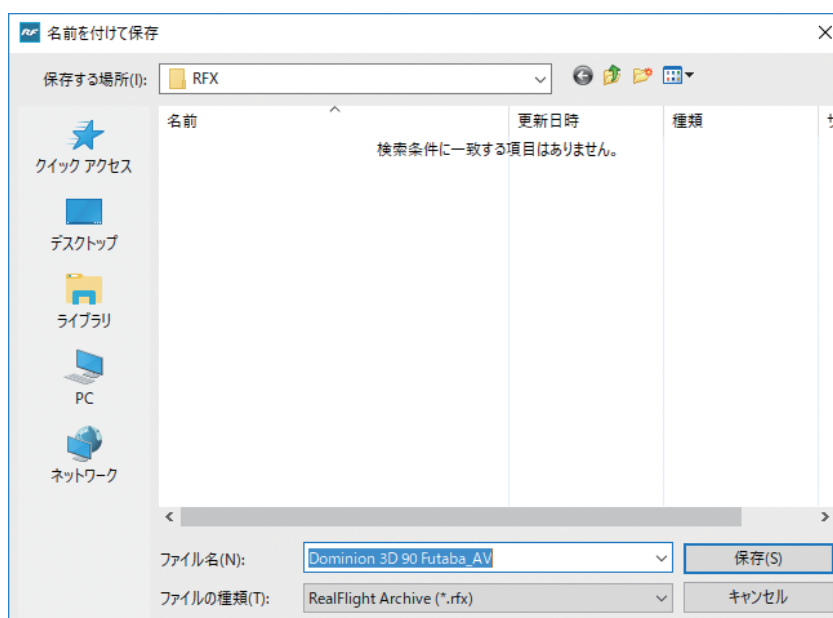 RF 名前を付けて保存
保存する場所(I): RFX
名前 更新日時 種類
検索条件に一致する項目はありません。
クイック アクセス
デスクトップ
ライブラリ
PC
ネットワーク
ファイル名(N): Dominion 3D 90 Futaba_AV 保存(S)
ファイルの種類(T): RealFlight Archive (*.rfx) キャンセル